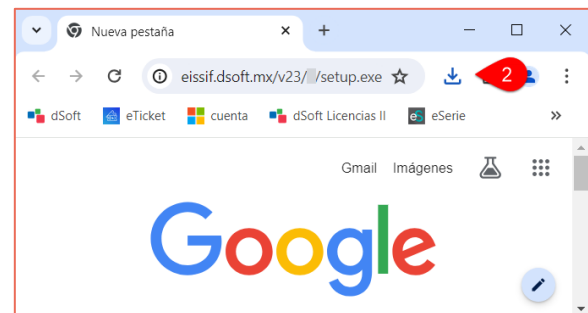 Nueva pestaña
eissif.dsoft.mx/v23/ /setup.exe 2
dSoft eTicket cuenta dSoft Licencias II eS eSerie
Gmail Imágenes
Google